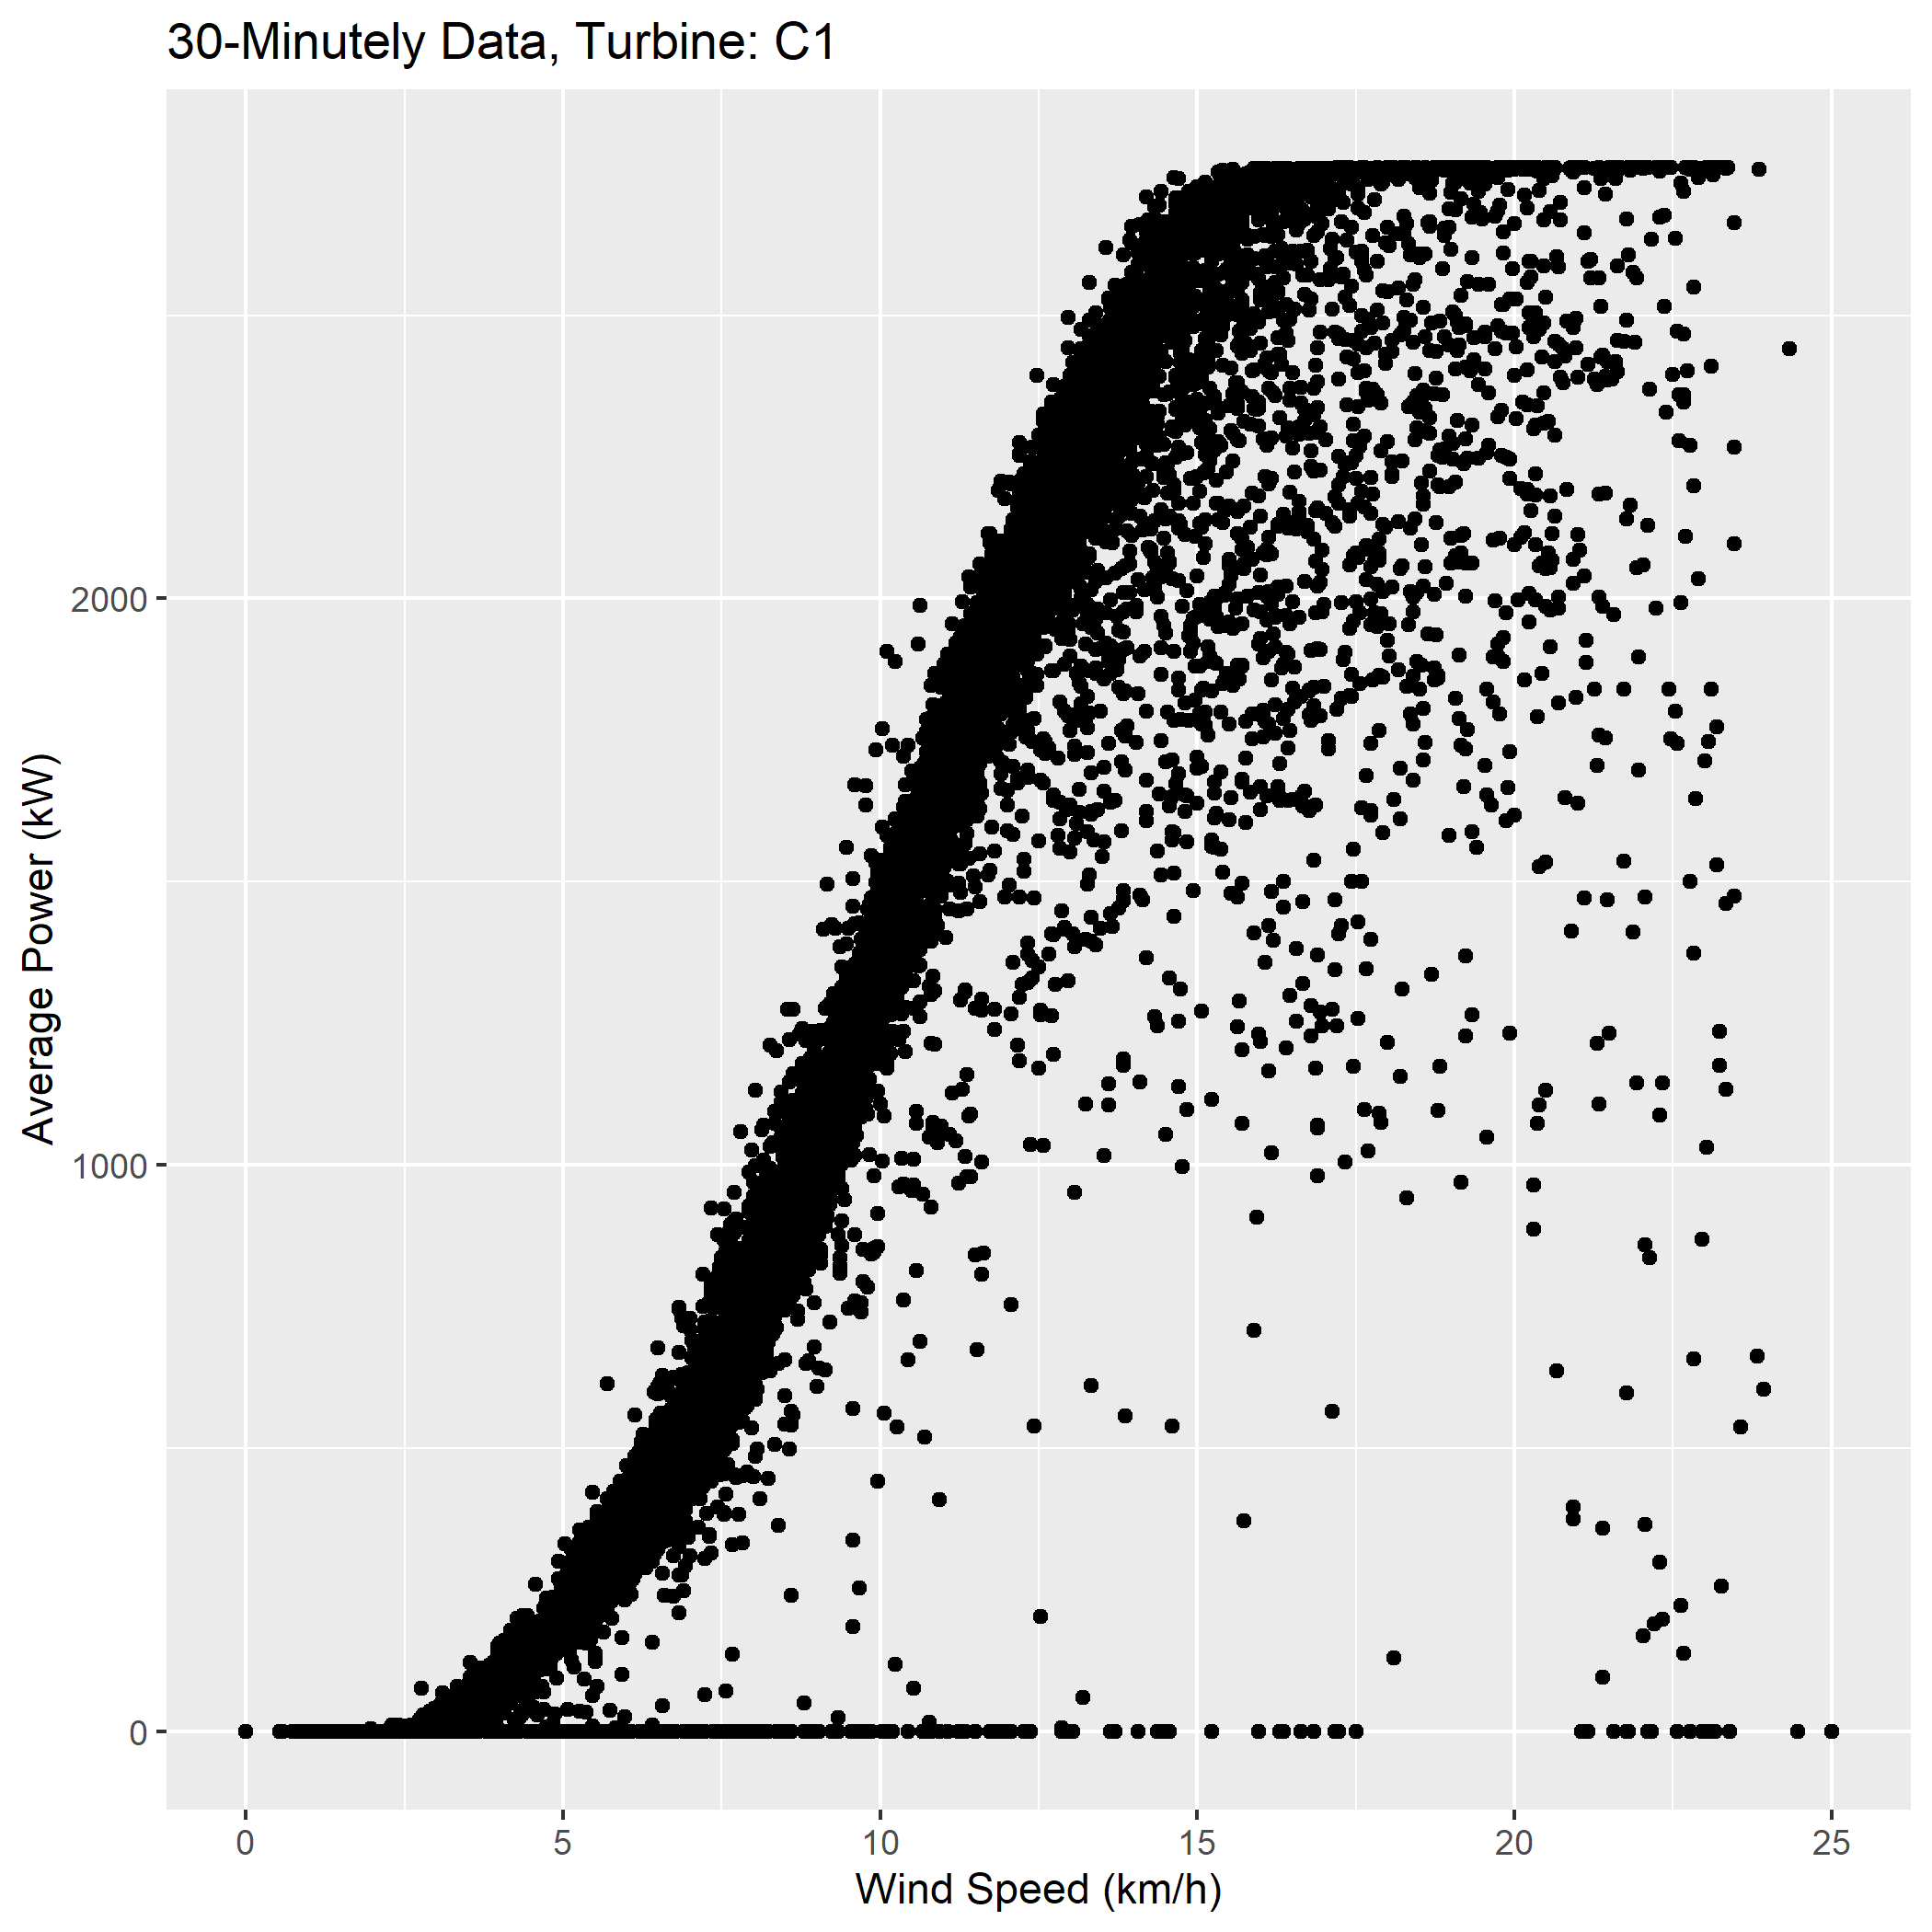 30-Minutely Data, Turbine: C1
Average Power (kW)
2000
1000
0
0 5 10 15 20 25
Wind Speed (km/h)